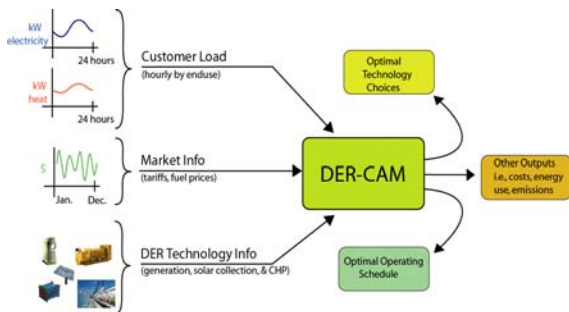 kW
electricity
24 hours
kW
heat
24 hours
Customer Load
(hourly by enduse)
$
Jan.
Dec.
Market Info
(tariffs, fuel prices)
DER Technology Info
(generation, solar collection, & CHP)
DER-CAM
Optimal
Technology
Choices
Other Outputs
i.e., costs, energy
use, emissions
Optimal Operating
Schedule